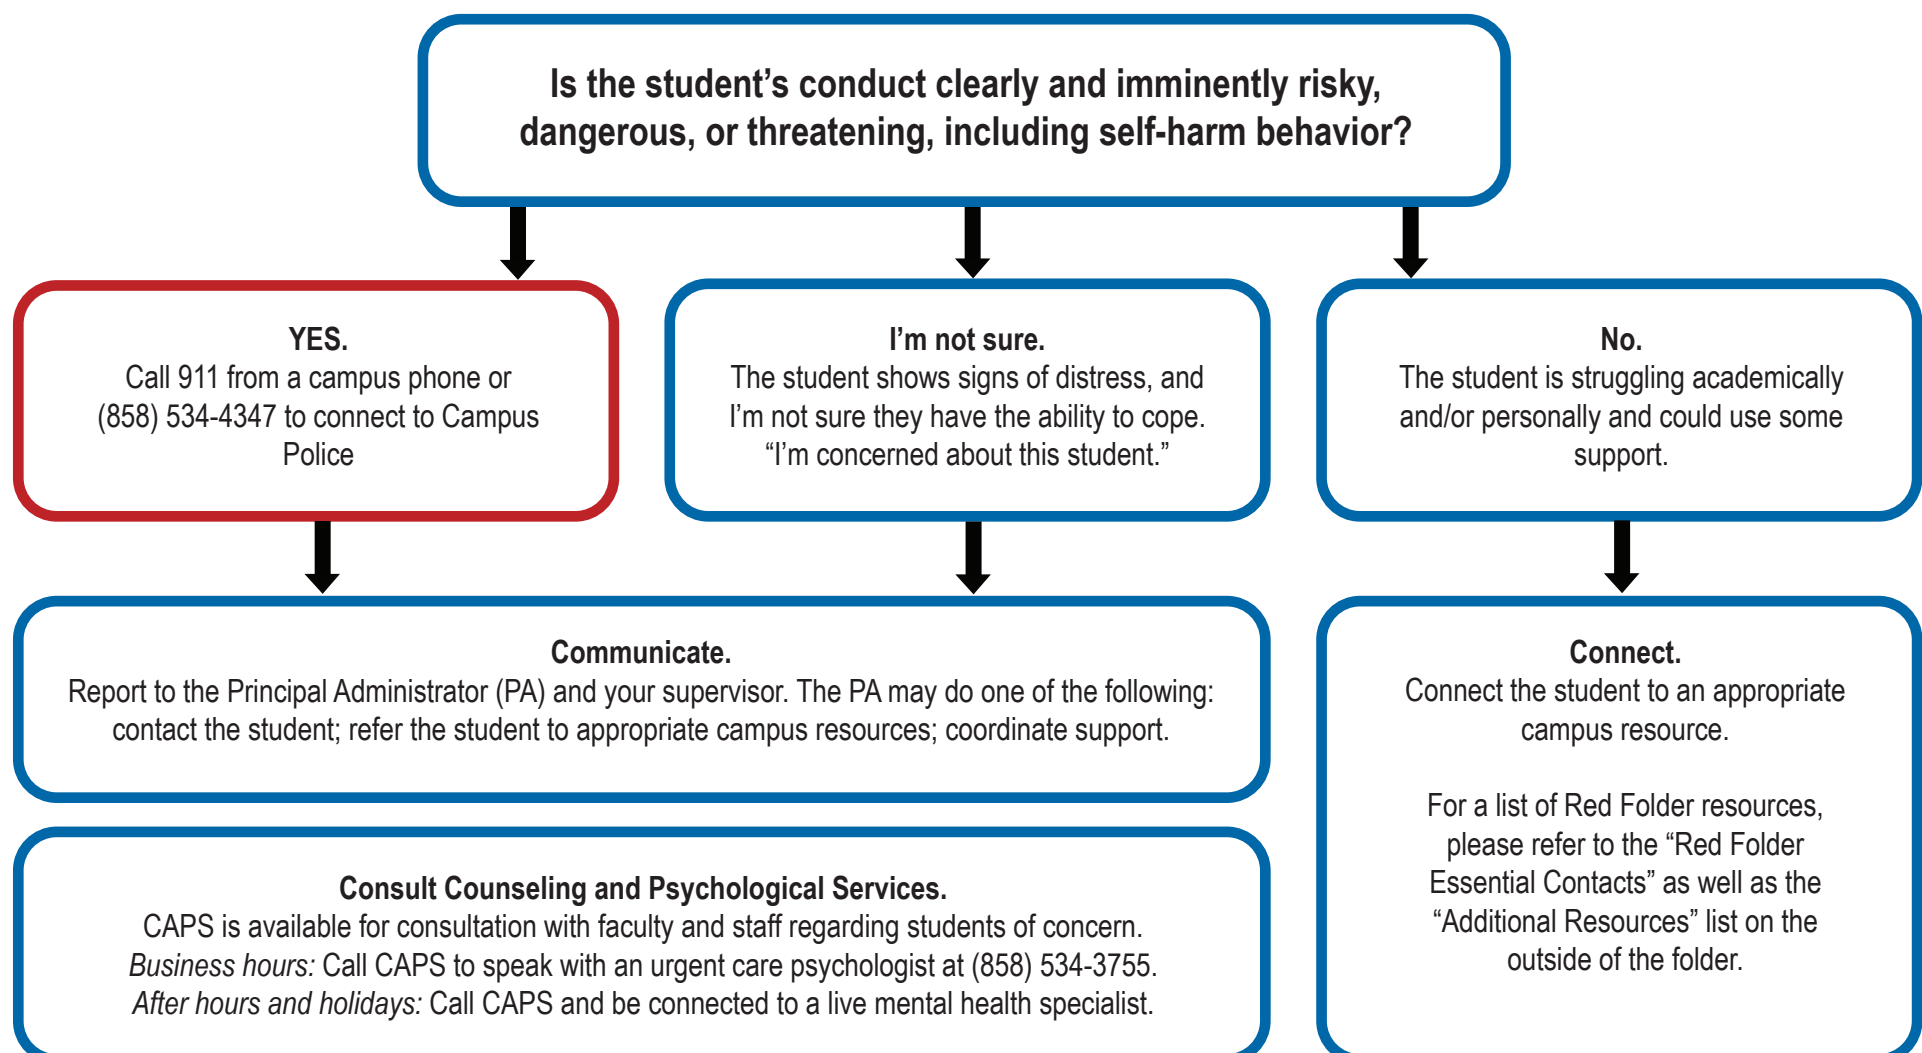 Is the student’s conduct clearly and imminently risky,
dangerous, or threatening, including self-harm behavior?
YES.
Call 911 from a campus phone or
(858) 534-4347 to connect to Campus
Police
I’m not sure.
The student shows signs of distress, and
I’m not sure they have the ability to cope.
“I’m concerned about this student.”
No.
The student is struggling academically
and/or personally and could use some
support.
Communicate.
Report to the Principal Administrator (PA) and your supervisor. The PA may do one of the following:
contact the student; refer the student to appropriate campus resources; coordinate support.
Consult Counseling and Psychological Services.
CAPS is available for consultation with faculty and staff regarding students of concern.
Business hours: Call CAPS to speak with an urgent care psychologist at (858) 534-3755.
After hours and holidays: Call CAPS and be connected to a live mental health specialist.
Connect.
Connect the student to an appropriate
campus resource.
For a list of Red Folder resources,
please refer to the “Red Folder
Essential Contacts” as well as the
“Additional Resources” list on the
outside of the folder.